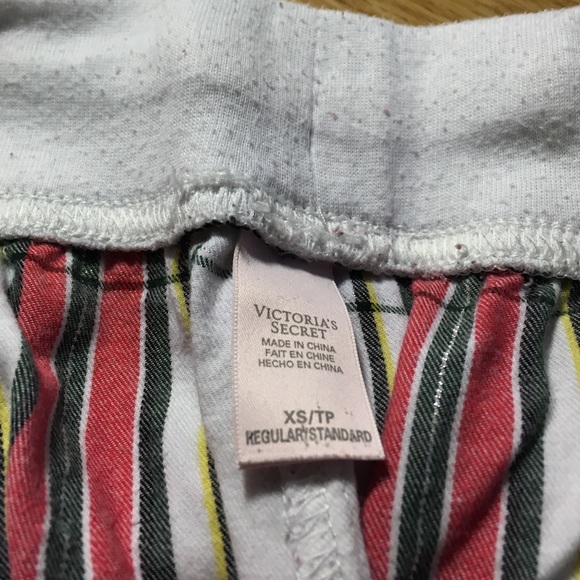 VICTORIA'S
SECRET
MADE IN CHINA
FAIT EN CHINE
HECHO EN CHINA
XS/TP
REGULAR/STANDARD